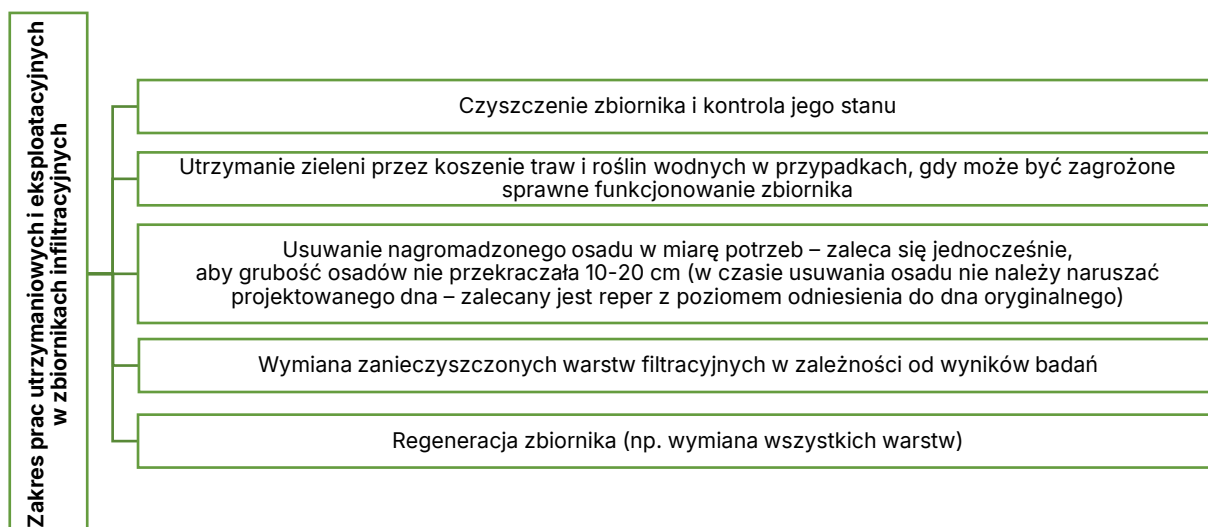 Zakres prac utrzymaniowych i eksploatacyjnych
w zbiornikach infiltracyjnych
Czyszczenie zbiornika i kontrola jego stanu
Utrzymanie zieleni przez koszenie traw i roślin wodnych w przypadkach, gdy może być zagrożone
sprawne funkcjonowanie zbiornika
Usuwanie nagromadzonego osadu w miarę potrzeb – zaleca się jednocześnie,
aby grubość osadów nie przekraczała 10-20 cm (w czasie usuwania osadu nie należy naruszać
projektowanego dna – zalecany jest reper z poziomem odniesienia do dna oryginalnego)
Wymiana zanieczyszczonych warstw filtracyjnych w zależności od wyników badań
Regeneracja zbiornika (np. wymiana wszystkich warstw)